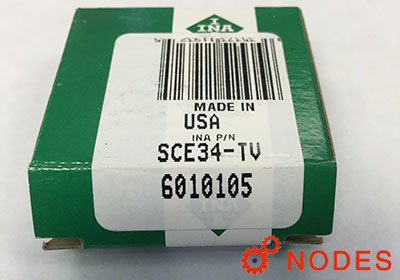 INA
MADE IN
USA
INA P/N
SCE34-TV
6010105
NODES